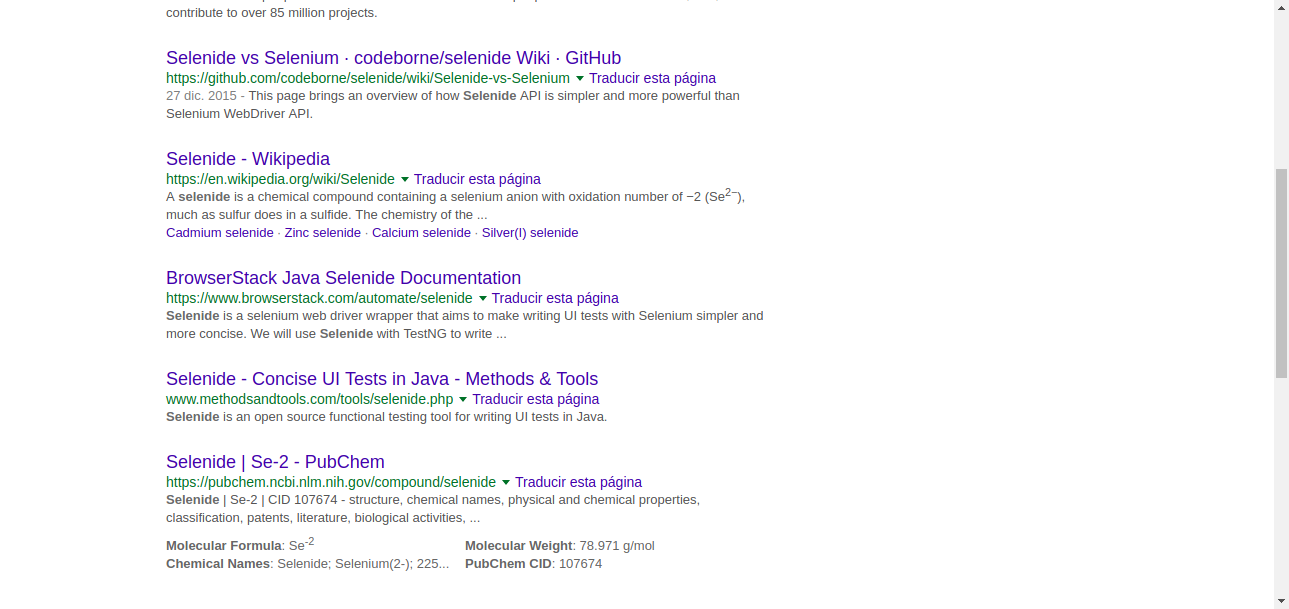 contribute to over 85 million projects.
Selenide vs Selenium · codeborne/selenide Wiki · GitHub
https://github.com/codeborne/selenide/wiki/Selenide-vs-Selenium ▼ Traducir esta página
27 dic. 2015 - This page brings an overview of how Selenide API is simpler and more powerful than
Selenium WebDriver API.
Selenide - Wikipedia
https://en.wikipedia.org/wiki/Selenide ▼ Traducir esta página
A selenide is a chemical compound containing a selenium anion with oxidation number of −2 (Se²⁻),
much as sulfur does in a sulfide. The chemistry of the ...
Cadmium selenide · Zinc selenide · Calcium selenide · Silver(I) selenide
BrowserStack Java Selenide Documentation
https://www.browserstack.com/automate/selenide ▼ Traducir esta página
Selenide is a selenium web driver wrapper that aims to make writing UI tests with Selenium simpler and
more concise. We will use Selenide with TestNG to write ...
Selenide - Concise UI Tests in Java - Methods & Tools
www.methodsandtools.com/tools/selenide.php ▼ Traducir esta página
Selenide is an open source functional testing tool for writing UI tests in Java.
Selenide | Se-2 - PubChem
https://pubchem.ncbi.nlm.nih.gov/compound/selenide ▼ Traducir esta página
Selenide | Se-2 | CID 107674 - structure, chemical names, physical and chemical properties,
classification, patents, literature, biological activities, ...
Molecular Formula: Se⁻² Molecular Weight: 78.971 g/mol
Chemical Names: Selenide; Selenium(2-); 225... PubChem CID: 107674